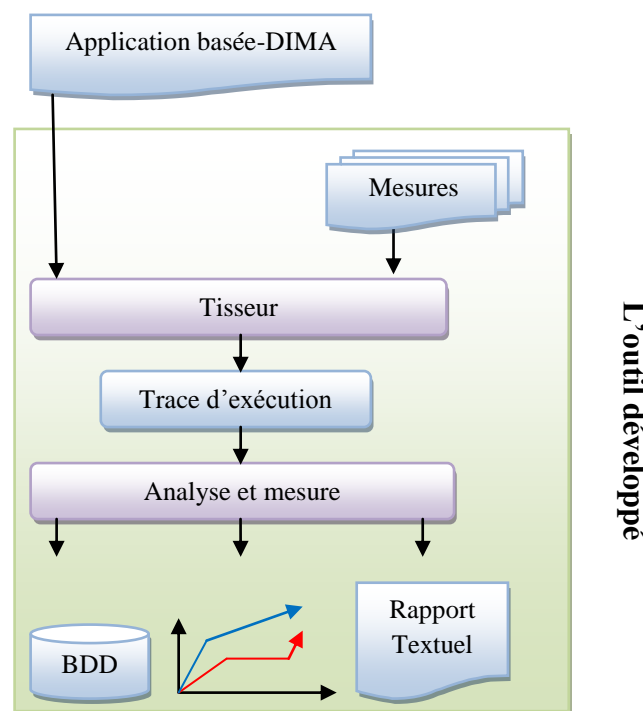 Application basée-DIMA
Mesures
Tisseur
Trace d'exécution
Analyse et mesure
BDD
Rapport
Textuel
L'outil développé